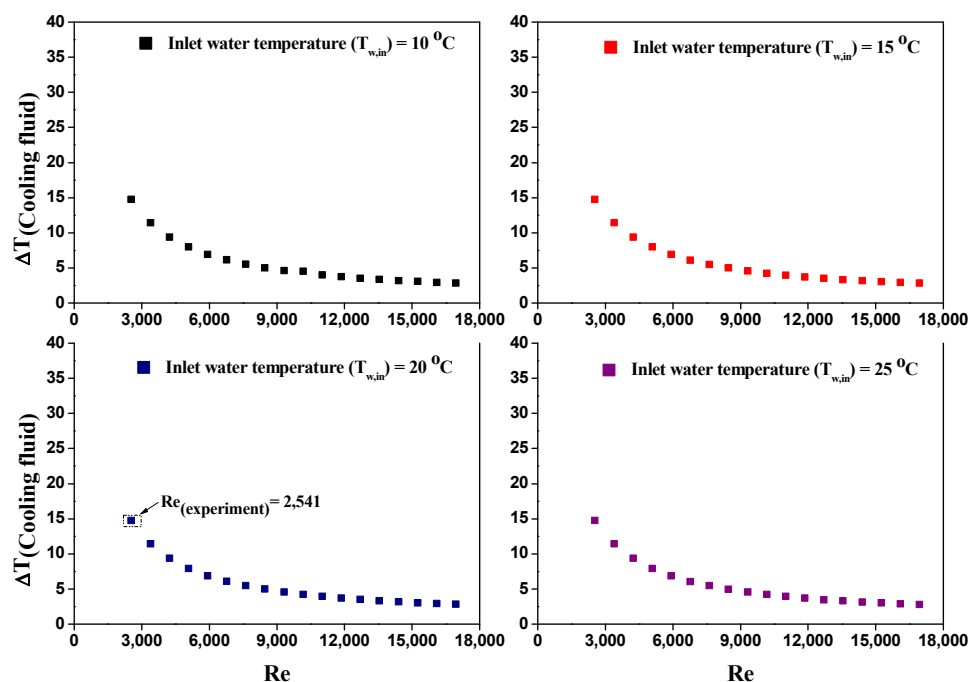 Inlet water temperature (Tw,in) = 10 °C
40
35
30
25
20
15
10
5
0
ΔT(Cooling fluid)
0 3,000 6,000 9,000 12,000 15,000 18,000
Inlet water temperature (Tw,in) = 15 °C
40
35
30
25
20
15
10
5
0
0 3,000 6,000 9,000 12,000 15,000 18,000
Inlet water temperature (Tw,in) = 20 °C
40
35
30
25
20
15
10
5
0
ΔT(Cooling fluid)
Re(experiment)= 2,541
0 3,000 6,000 9,000 12,000 15,000 18,000
Re
Inlet water temperature (Tw,in) = 25 °C
40
35
30
25
20
15
10
5
0
0 3,000 6,000 9,000 12,000 15,000 18,000
Re